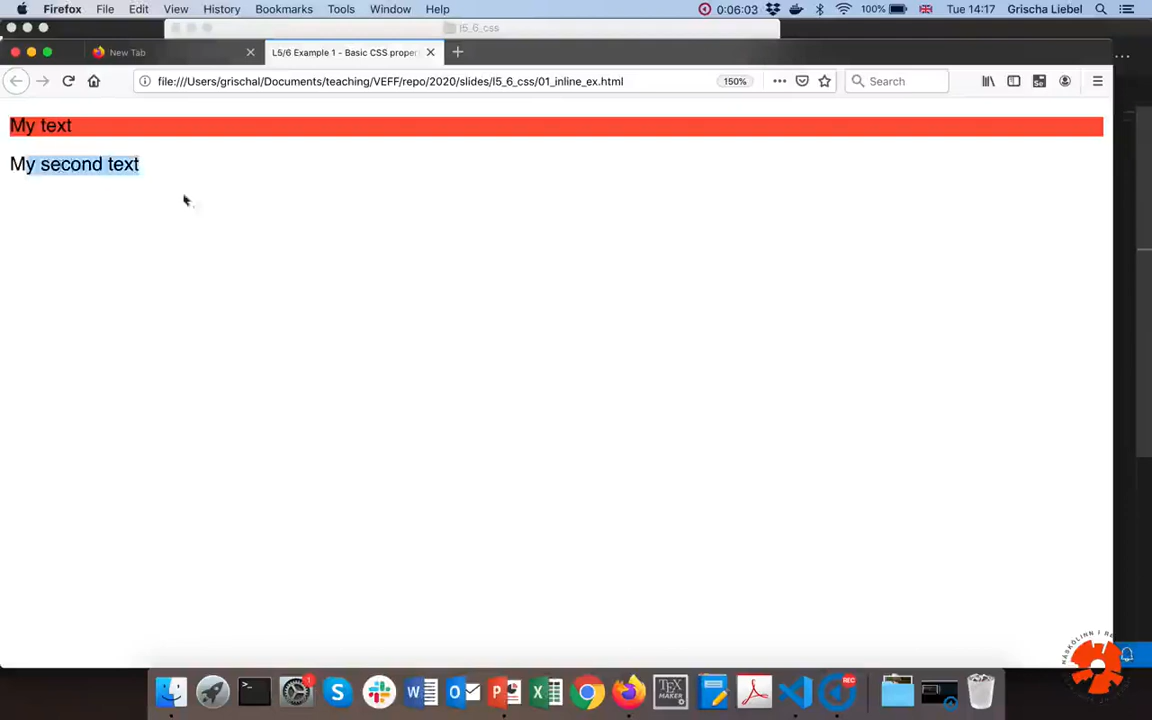 Firefox File Edit View History Bookmarks Tools Window Help 0:06:03 100% Tue 14:17 Grischa Liebel
l5_6_css
New Tab L5/6 Example 1 - Basic CSS proper
file:///Users/grischal/Documents/teaching/VEFF/repo/2020/slides/l5_6_css/01_inline_ex.html 150% Search
My text
My second text